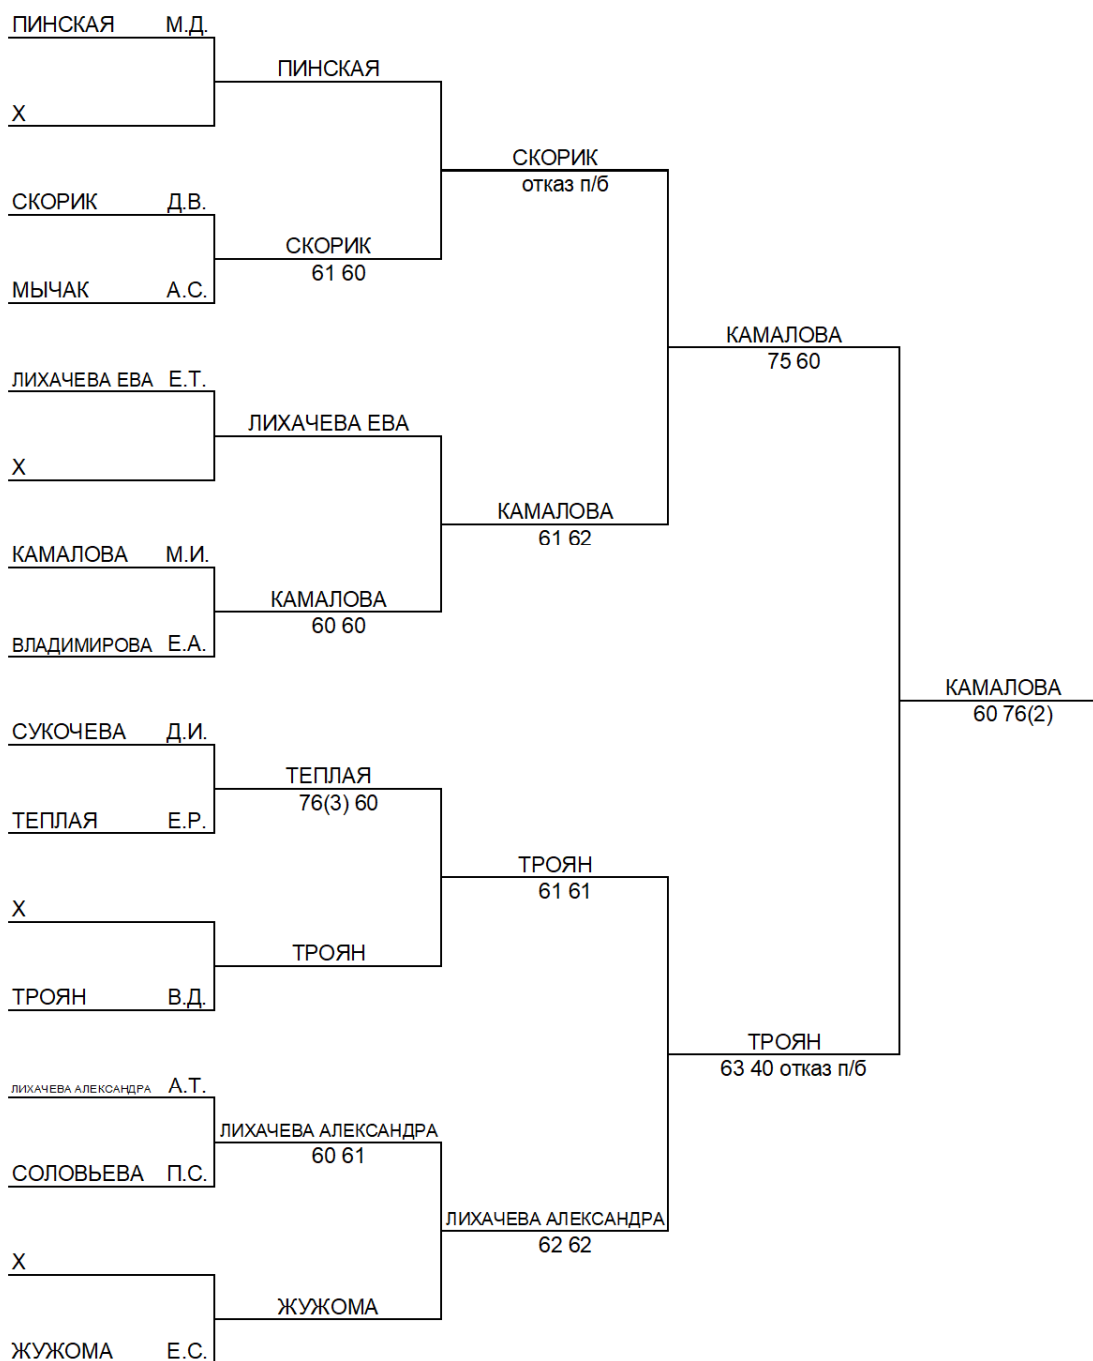 ПИНСКАЯ М.Д.
ПИНСКАЯ
X
СКОРИК
отказ п/б
СКОРИК Д.В.
СКОРИК
61 60
МЫЧАК А.С.
КАМАЛОВА
75 60
ЛИХАЧЕВА ЕВА Е.Т.
ЛИХАЧЕВА ЕВА
X
КАМАЛОВА
61 62
КАМАЛОВА М.И.
КАМАЛОВА
60 60
ВЛАДИМИРОВА Е.А.
КАМАЛОВА
60 76(2)
СУКОЧЕВА Д.И.
ТЕПЛАЯ
76(3) 60
ТЕПЛАЯ Е.Р.
ТРОЯН
61 61
X
ТРОЯН
ТРОЯН В.Д.
ТРОЯН
63 40 отказ п/б
ЛИХАЧЕВА АЛЕКСАНДРА А.Т.
ЛИХАЧЕВА АЛЕКСАНДРА
60 61
СОЛОВЬЕВА П.С.
ЛИХАЧЕВА АЛЕКСАНДРА
62 62
X
ЖУЖОМА
ЖУЖОМА Е.С.